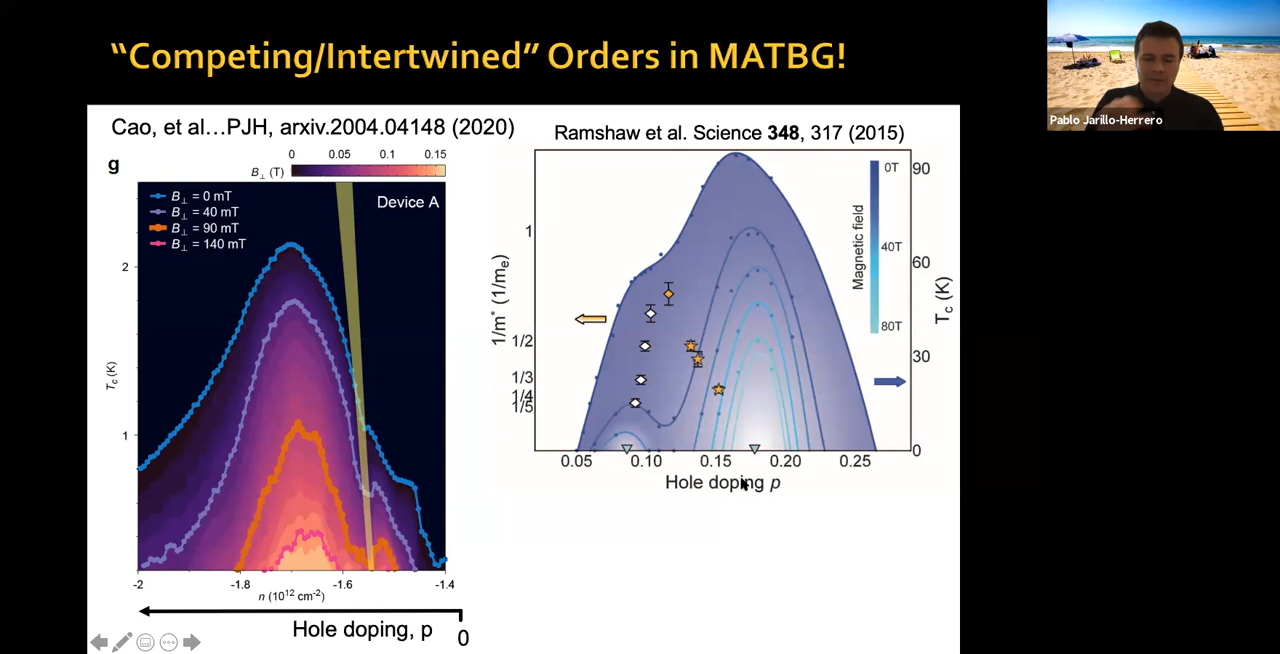 “Competing/Intertwined” Orders in MATBG!
Pablo Jarillo-Herrero
Cao, et al…PJH, arxiv.2004.04148 (2020)
g
0 0.05 0.1 0.15
B⊥ (T)
B⊥ = 0 mT
B⊥ = 40 mT
B⊥ = 90 mT
B⊥ = 140 mT
Device A
Tc (K)
2
1
-2 -1.8 -1.6 -1.4
n (10¹² cm⁻²)
Hole doping, p
0
Ramshaw et al. Science 348, 317 (2015)
1/m* (1/me)
1
1/2
1/3
1/4
1/5
Magnetic field
0T
40T
80T
90
60
30
0
Tc (K)
0.05 0.10 0.15 0.20 0.25
Hole doping p